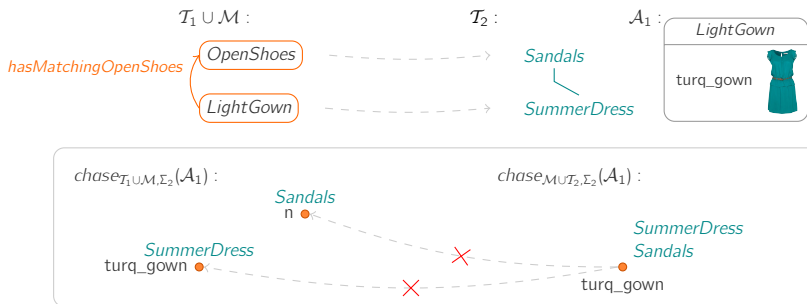 𝒯₁ ∪ ℳ : 𝒯₂ : 𝒜₁ :
LightGown
OpenShoes Sandals
hasMatchingOpenShoes
turq_gown
LightGown SummerDress
chase𝒯₁∪ℳ,Σ₂(𝒜₁) : chaseℳ∪𝒯₂,Σ₂(𝒜₁) :
Sandals
n
SummerDress
Sandals
SummerDress
turq_gown
turq_gown